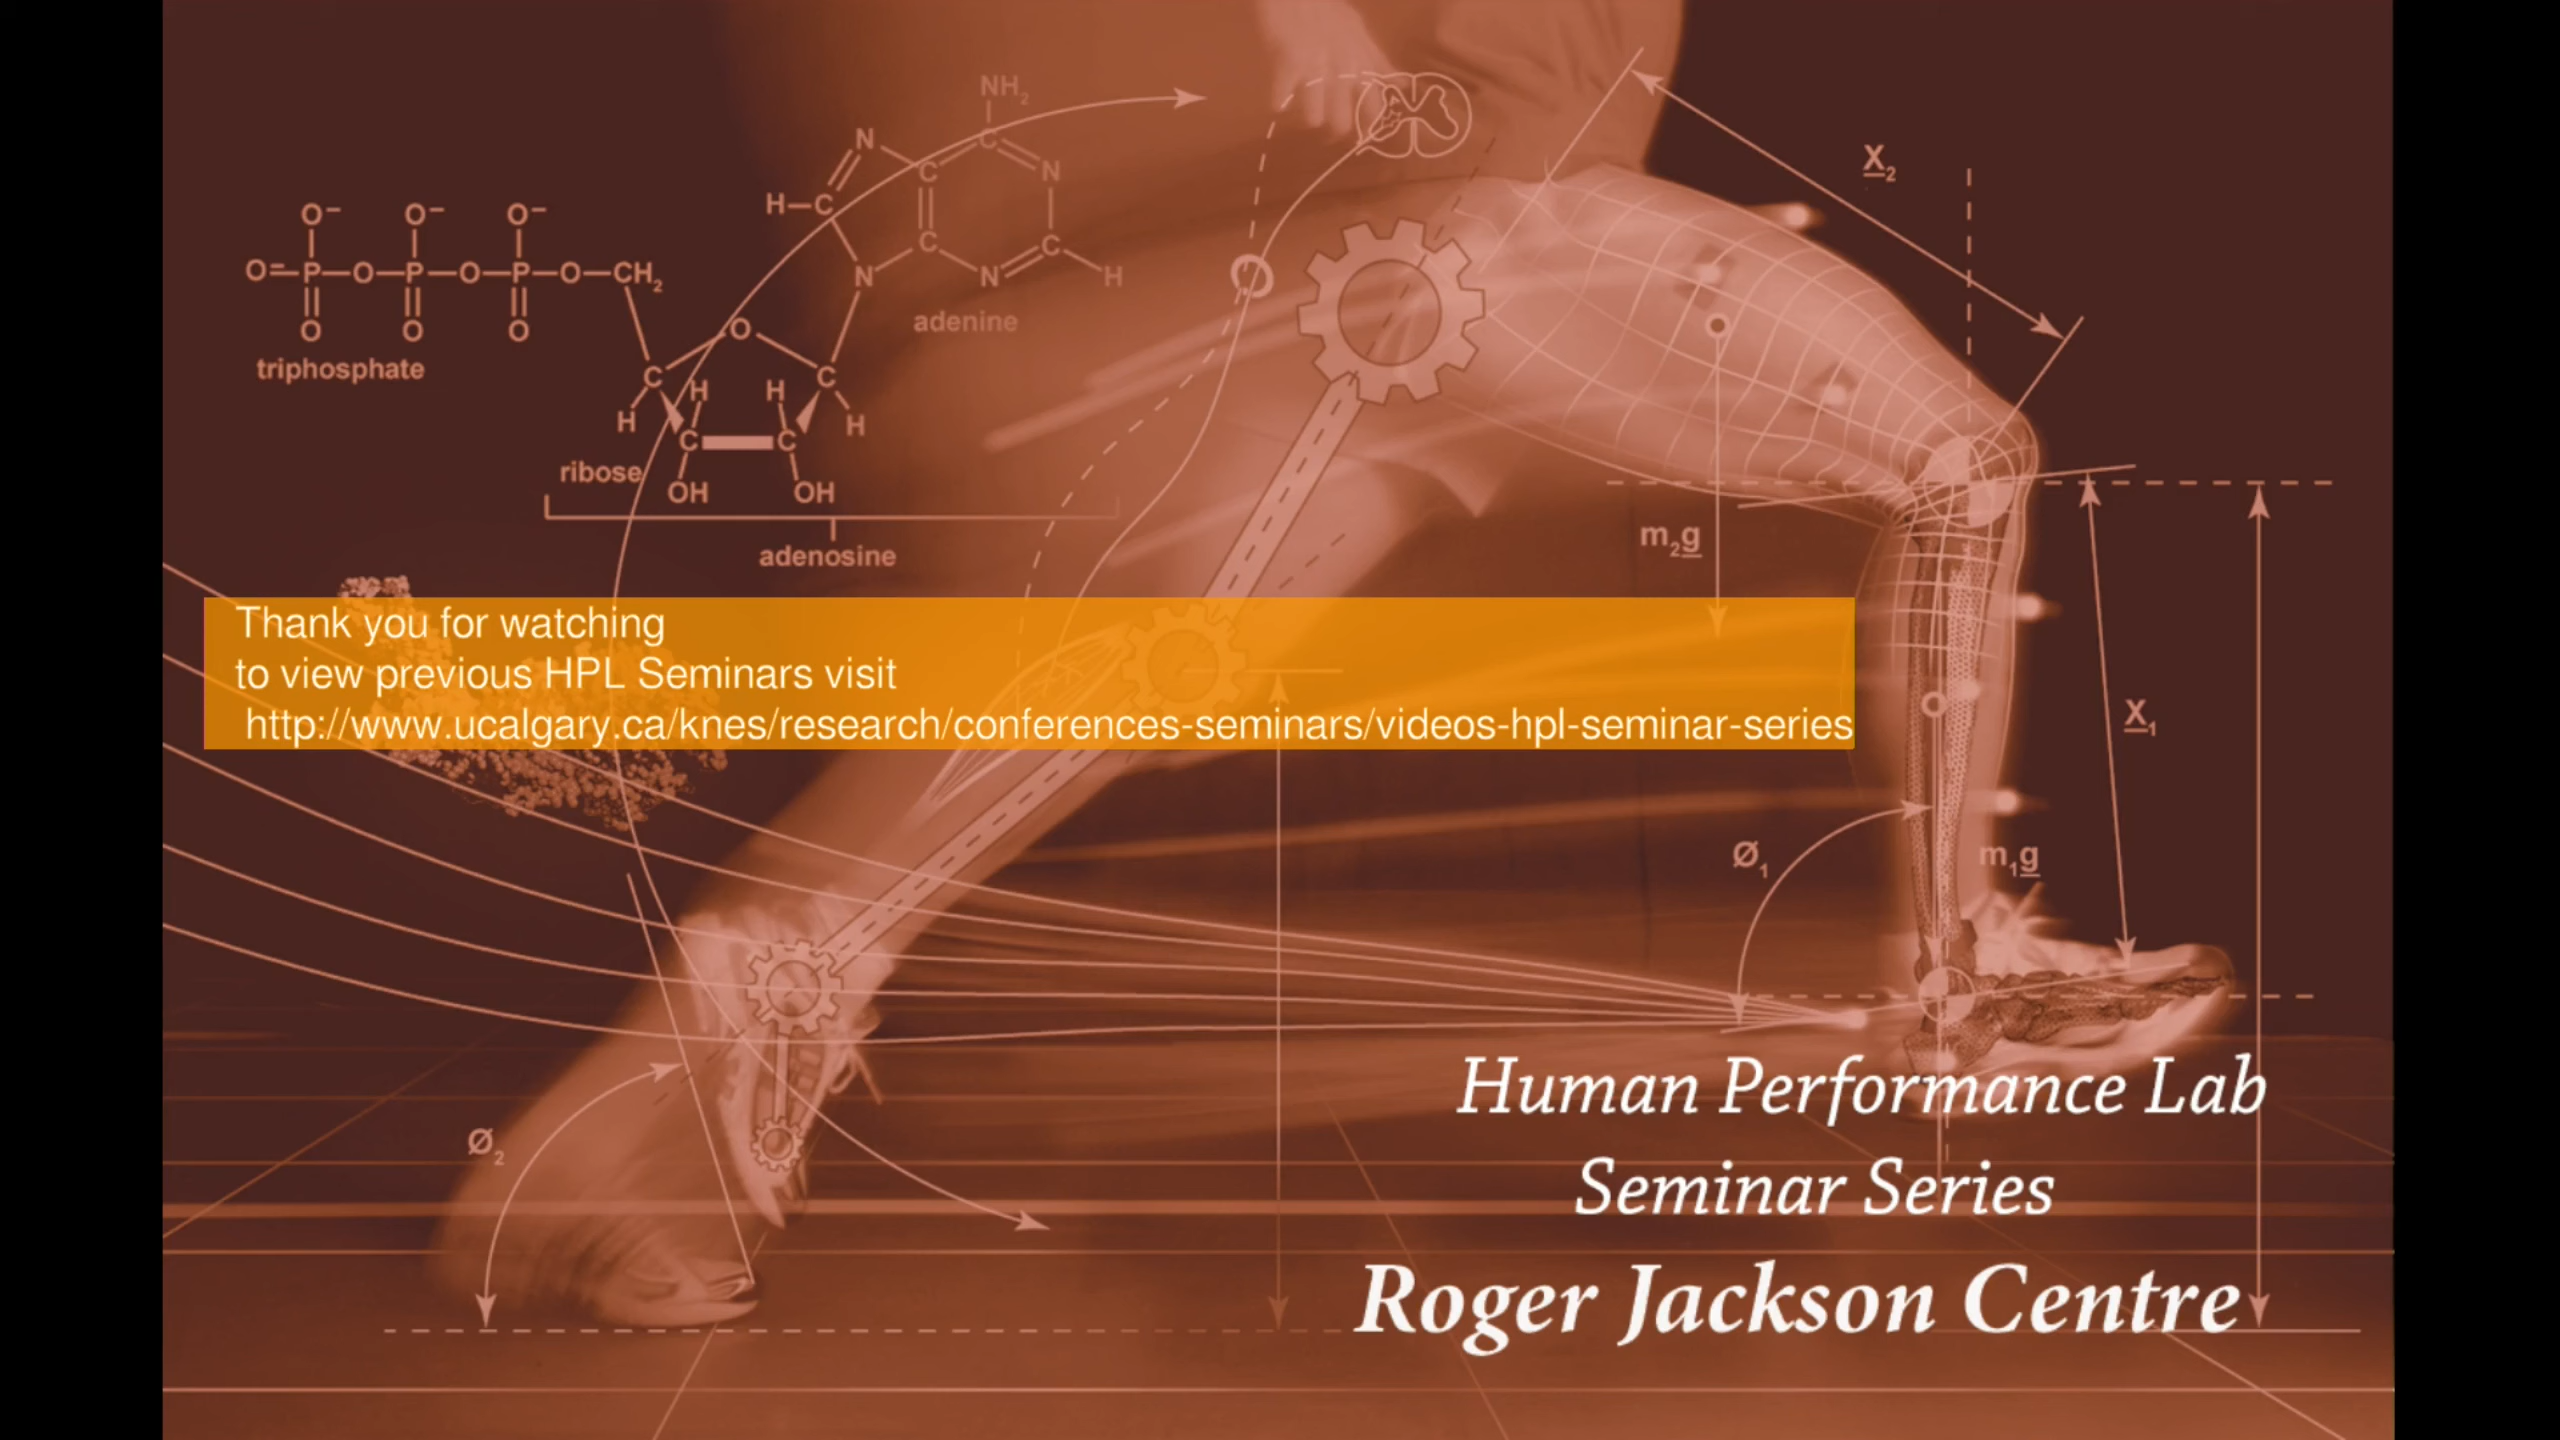 NH2
N
C
N
H–C
C
N
C
C
N
H
adenine
O– O– O–
O=P–O–P–O–P–O–CH2
O O O
triphosphate
O
C C
H H
H H
C C
ribose
OH OH
adenosine
X2
m2g
Thank you for watching
to view previous HPL Seminars visit
http://www.ucalgary.ca/knes/research/conferences-seminars/videos-hpl-seminar-series
X1
Ø1
m1g
Human Performance Lab
Ø2
Seminar Series
Roger Jackson Centre